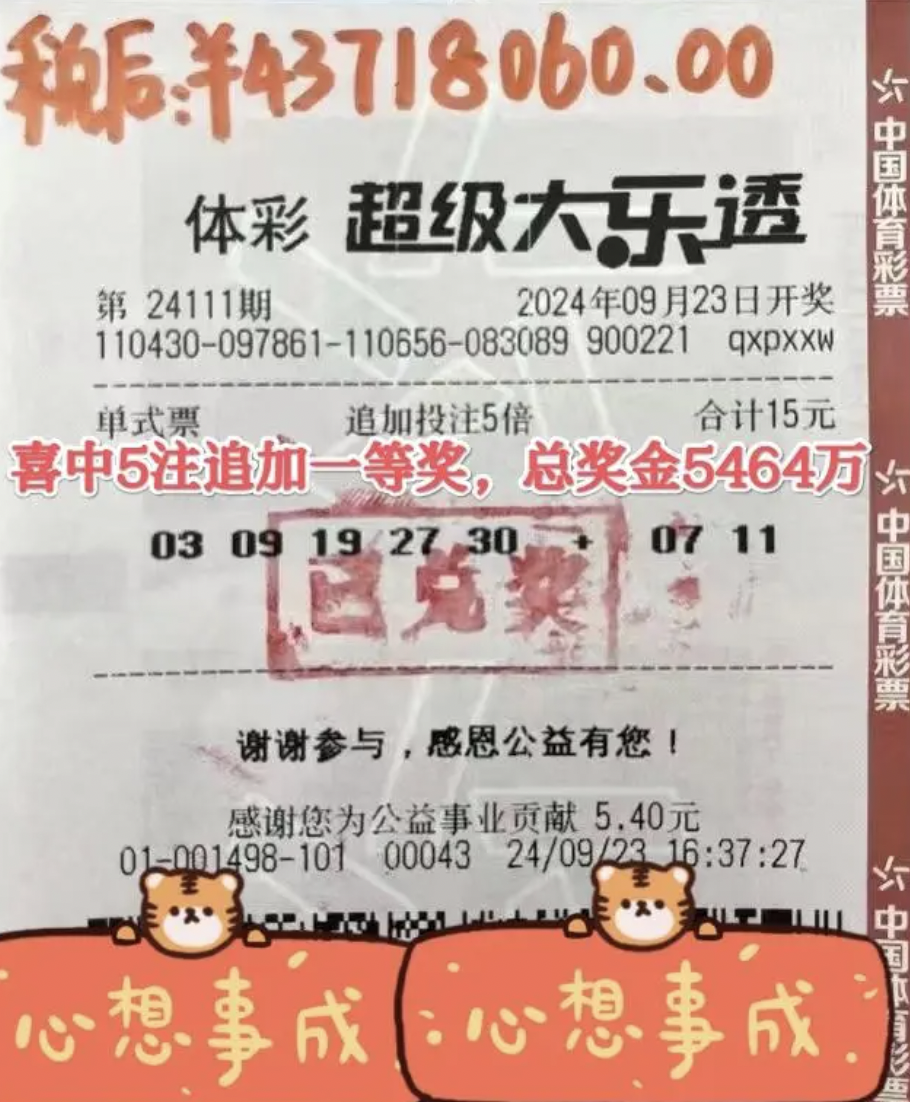 税后:¥43718060.00
体彩 超级大乐透
第 24111期 2024年09月23日开奖
110430-097861-110656-083089 900221 qxpxxw
单式票 追加投注5倍 合计15元
喜中5注追加一等奖，总奖金5464万
03 09 19 27 30 + 07 11
已兑奖
谢谢参与，感恩公益有您！
感谢您为公益事业贡献 5.40元
01-001498-101 00043 24/09/23 16:37:27
心想事成
心想事成
中国体育彩票
中国体育彩票
中国体育彩票